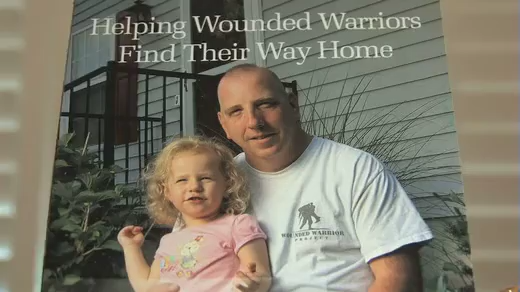 Helping Wounded Warriors
Find Their Way Home
WOUNDED WARRIOR
PROJECT